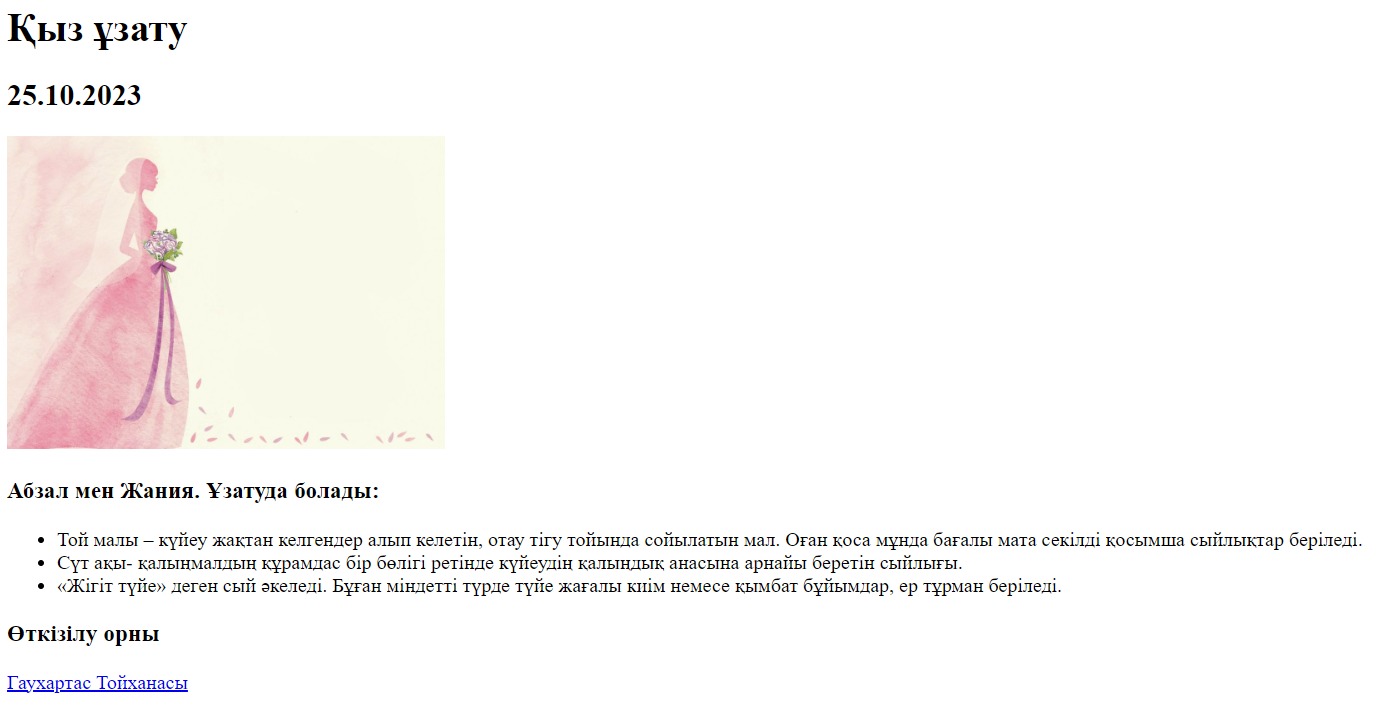 Қыз ұзату
25.10.2023
Абзал мен Жания. Ұзатуда болады:
• Той малы – күйеу жақтан келгендер алып келетін, отау тігу тойында сойылатын мал. Оған қоса мұнда бағалы мата секілді қосымша сыйлықтар беріледі.
• Сүт ақы- қалыңмалдың құрамдас бір бөлігі ретінде күйеудің қалындық анасына арнайы беретін сыйлығы.
• «Жігіт түйе» деген сый әкеледі. Бұған міндетті түрде түйе жағалы киім немесе қымбат бұйымдар, ер тұрман беріледі.
Өткізілу орны
Гаухартас Тойханасы